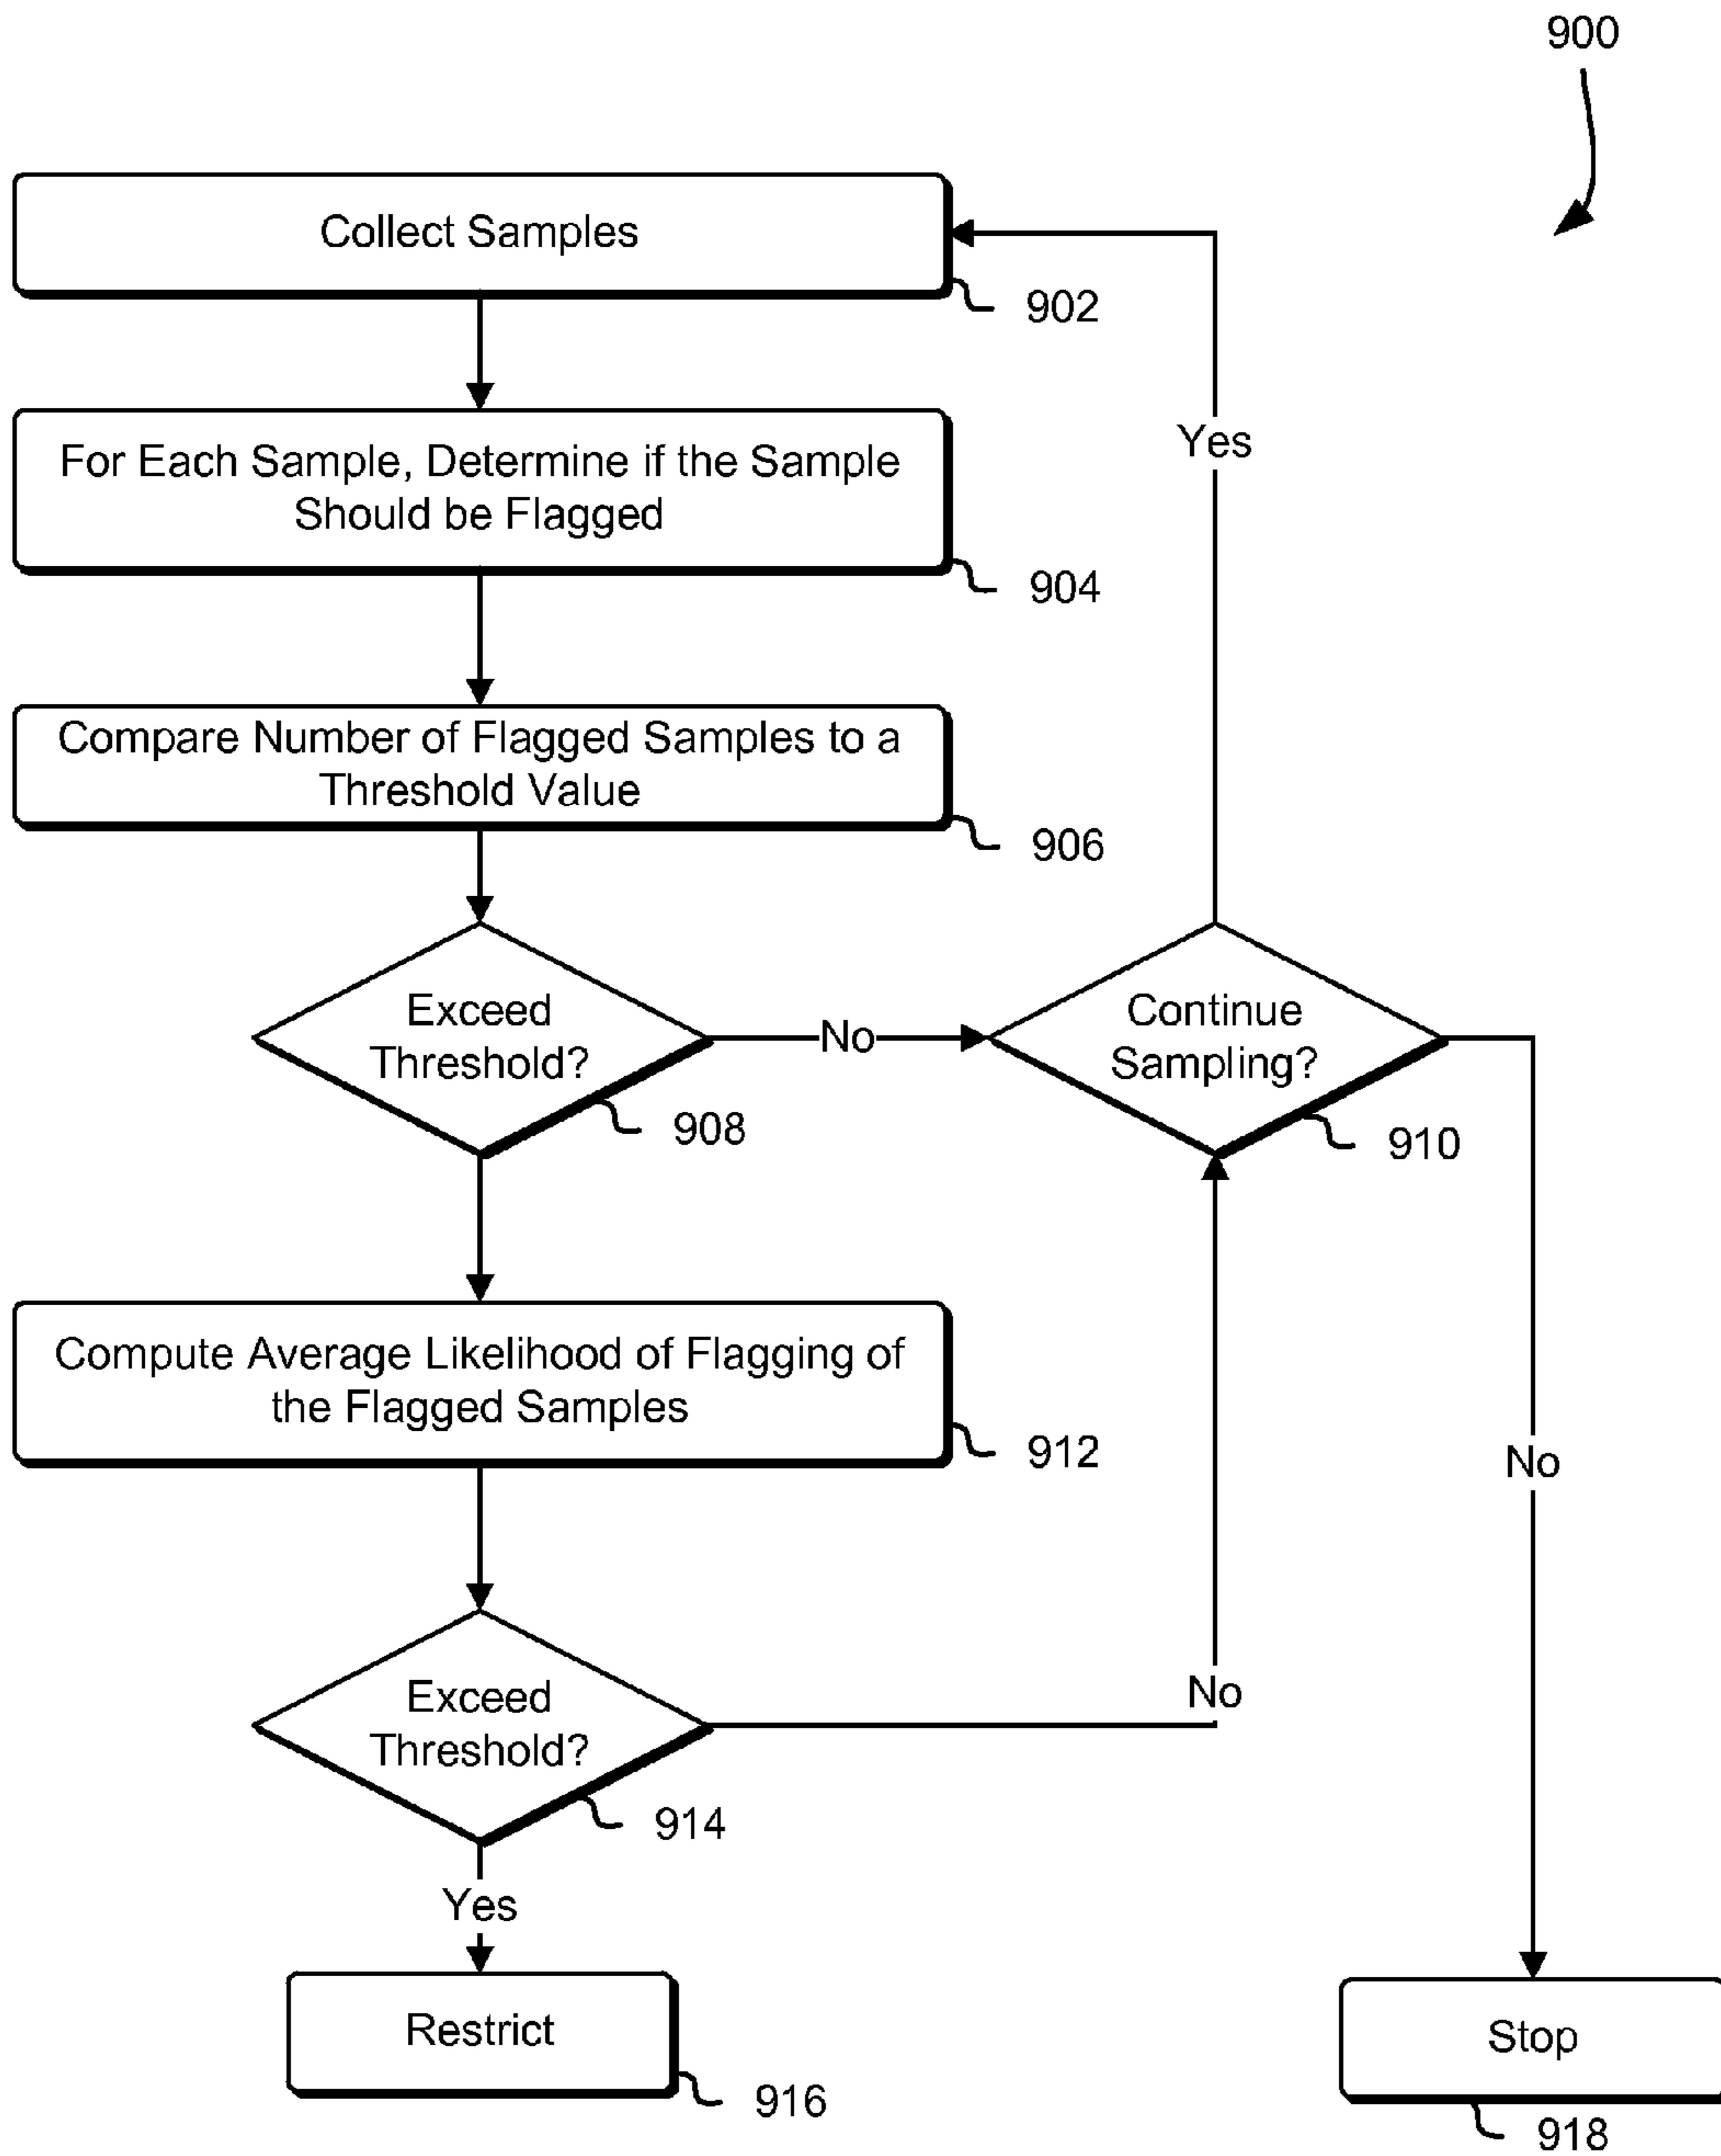 900
Collect Samples
902
For Each Sample, Determine if the Sample
Should be Flagged
904
Compare Number of Flagged Samples to a
Threshold Value
906
Exceed
Threshold?
908
No
Continue
Sampling?
910
Yes
Compute Average Likelihood of Flagging of
the Flagged Samples
912
Exceed
Threshold?
914
No
No
Yes
Restrict
916
Stop
918